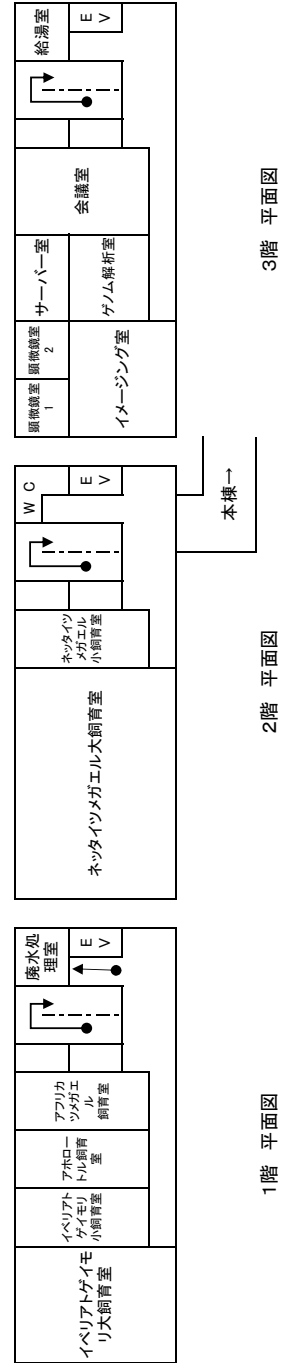 給湯室
EV
会議室
サーバー室
ゲノム解析室
顕微鏡室
2
顕微鏡室
1
イメージング室
3階 平面図
WC
EV
ネッタイツ
メガエル
小飼育室
ネッタイツメガエル大飼育室
本棟→
2階 平面図
廃水処
理室
EV
アフリカ
ツメガエ
ル
飼育室
アホロー
トル飼育
室
イベリアト
ゲイモリ
小飼育室
イベリアトゲイモ
リ大飼育室
1階 平面図